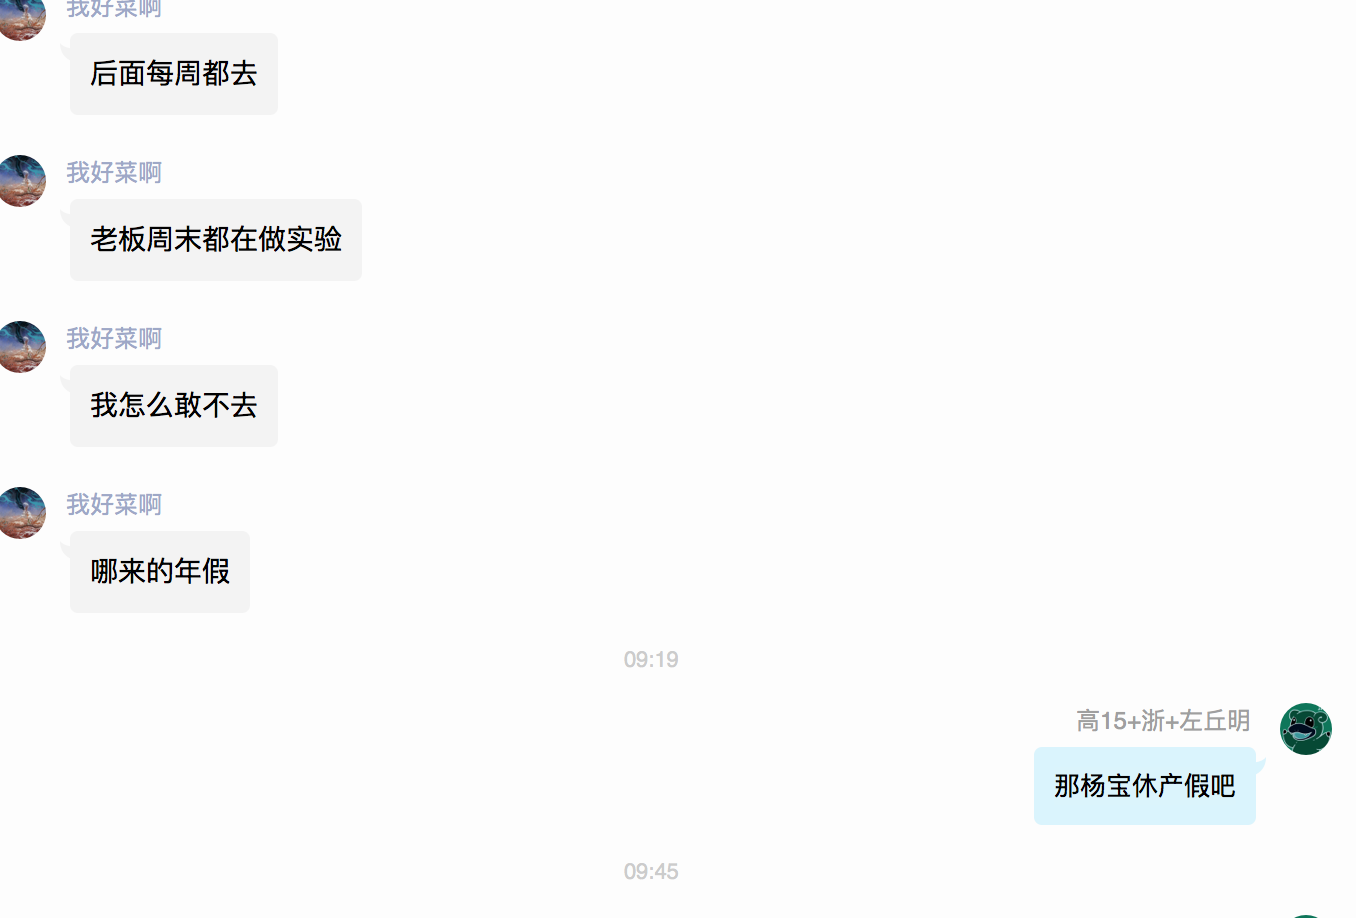 我好菜啊
后面每周都去
我好菜啊
老板周末都在做实验
我好菜啊
我怎么敢不去
我好菜啊
哪来的年假
09:19
高15+浙+左丘明
那杨宝休产假吧
09:45